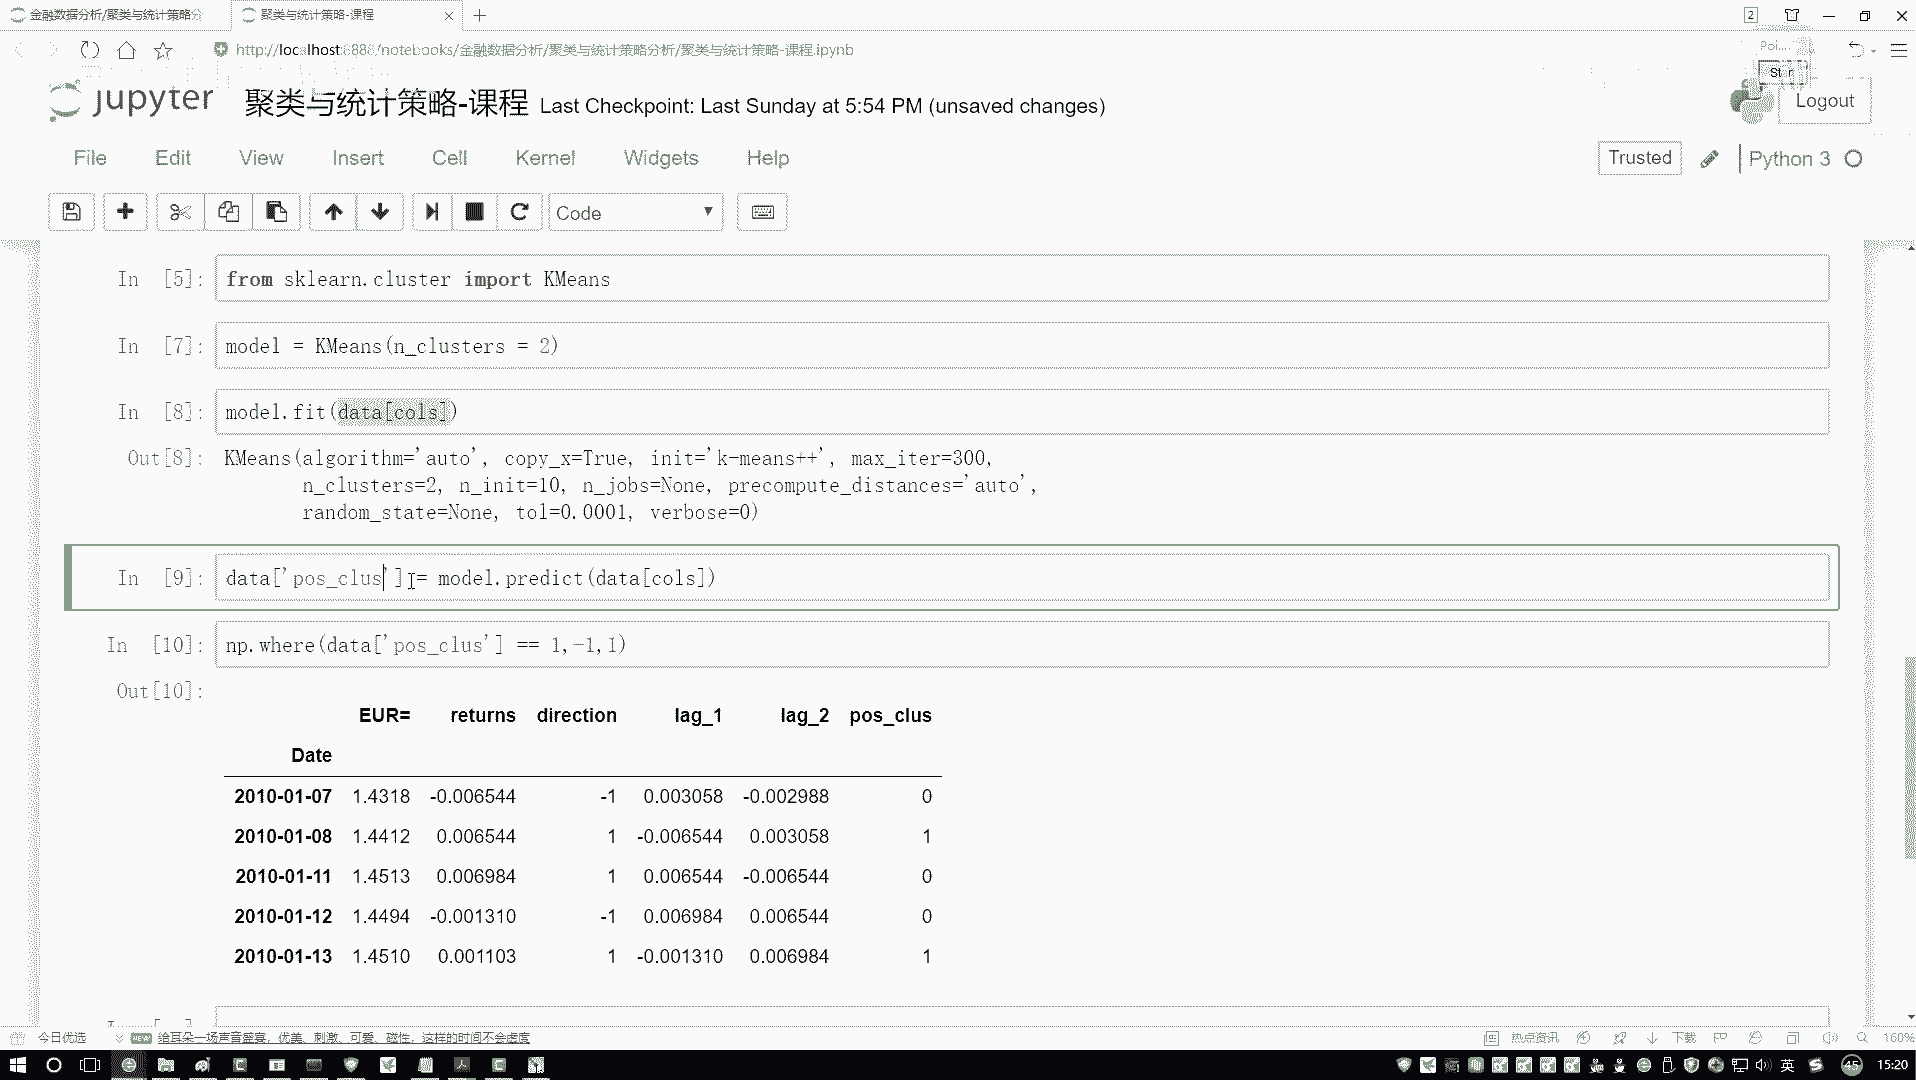 金融数据分析/聚类与统计策略分
聚类与统计策略-课程
2
http://localhost:8888/notebooks/金融数据分析/聚类与统计策略分析/聚类与统计策略-课程.ipynb
Poi...
jupyter 聚类与统计策略-课程 Last Checkpoint: Last Sunday at 5:54 PM (unsaved changes)
Logout
File Edit View Insert Cell Kernel Widgets Help
Trusted Python 3
Code
In [5]: from sklearn.cluster import KMeans
In [7]: model = KMeans(n_clusters = 2)
In [8]: model.fit(data[cols])
Out[8]: KMeans(algorithm='auto', copy_x=True, init='k-means++', max_iter=300,
n_clusters=2, n_init=10, n_jobs=None, precompute_distances='auto',
random_state=None, tol=0.0001, verbose=0)
In [9]: data['pos_clus'] = model.predict(data[cols])
In [10]: np.where(data['pos_clus'] == 1,-1,1)
Out[10]:
EUR= returns direction lag_1 lag_2 pos_clus
Date
2010-01-07 1.4318 -0.006544 -1 0.003058 -0.002988 0
2010-01-08 1.4412 0.006544 1 -0.006544 0.003058 1
2010-01-11 1.4513 0.006984 1 0.006544 -0.006544 0
2010-01-12 1.4494 -0.001310 -1 0.006984 0.006544 0
2010-01-13 1.4510 0.001103 1 -0.001310 0.006984 1
今日优选 NEW 给耳朵一场声音盛宴，优美、刺激、可爱、磁性，这样的时间不会虚度 热点资讯 下载 160%
英 45 15:20